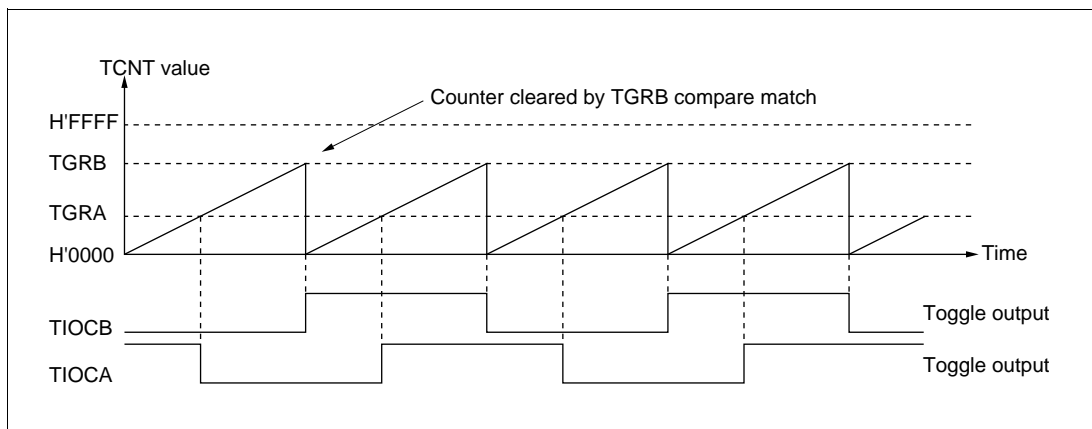 TCNT value
Counter cleared by TGRB compare match
H'FFFF
TGRB
TGRA
H'0000
Time
TIOCB
Toggle output
TIOCA
Toggle output